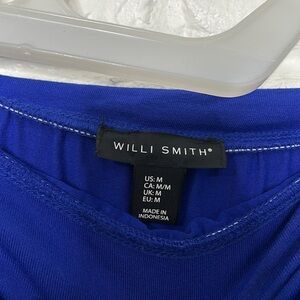 WILLI SMITH®
US: M
CA: M/M
UK: M
EU: M
MADE IN
INDONESIA